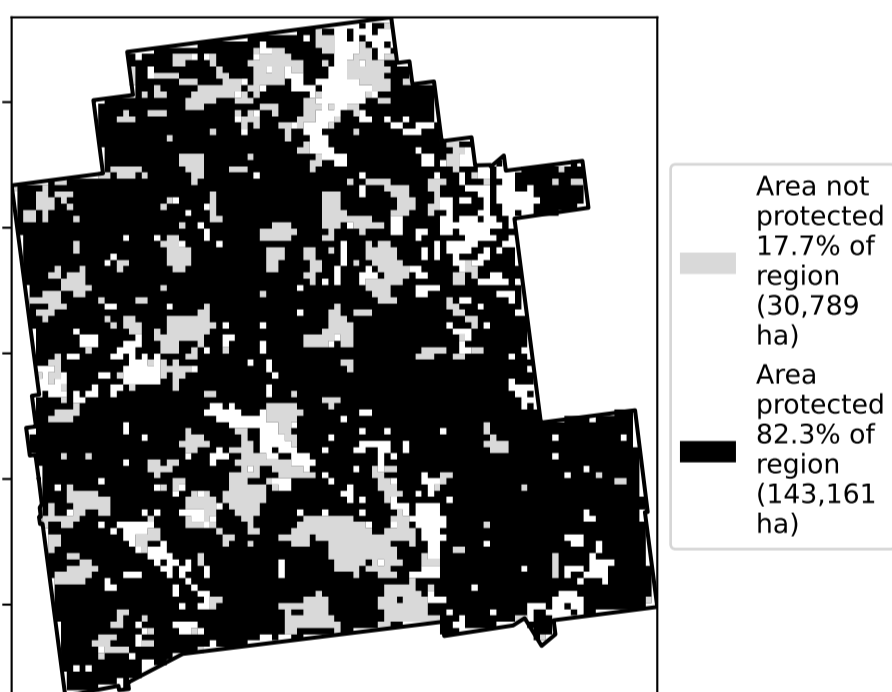 Area not
protected
17.7% of
region
(30,789
ha)
Area
protected
82.3% of
region
(143,161
ha)